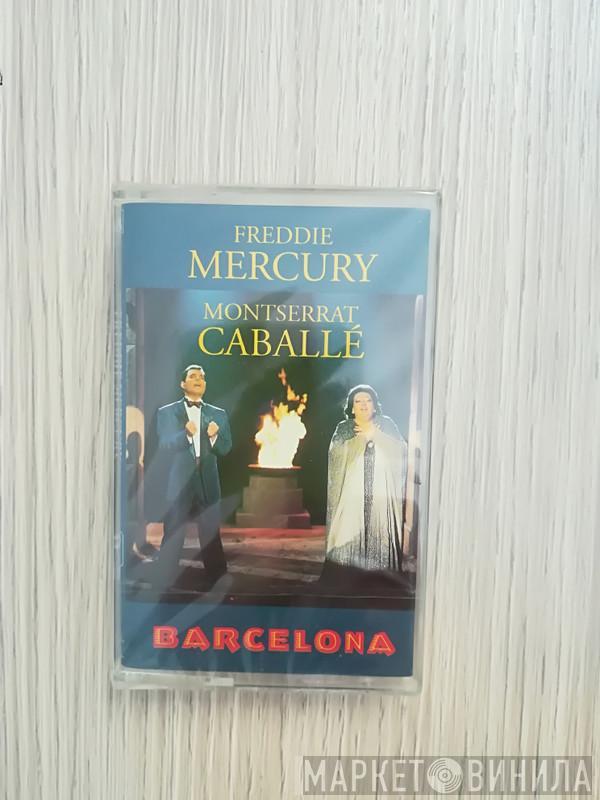 FREDDIE
MERCURY
MONTSERRAT
CABALLÉ
BARCELONA
МАРКЕТ ВИНИЛА